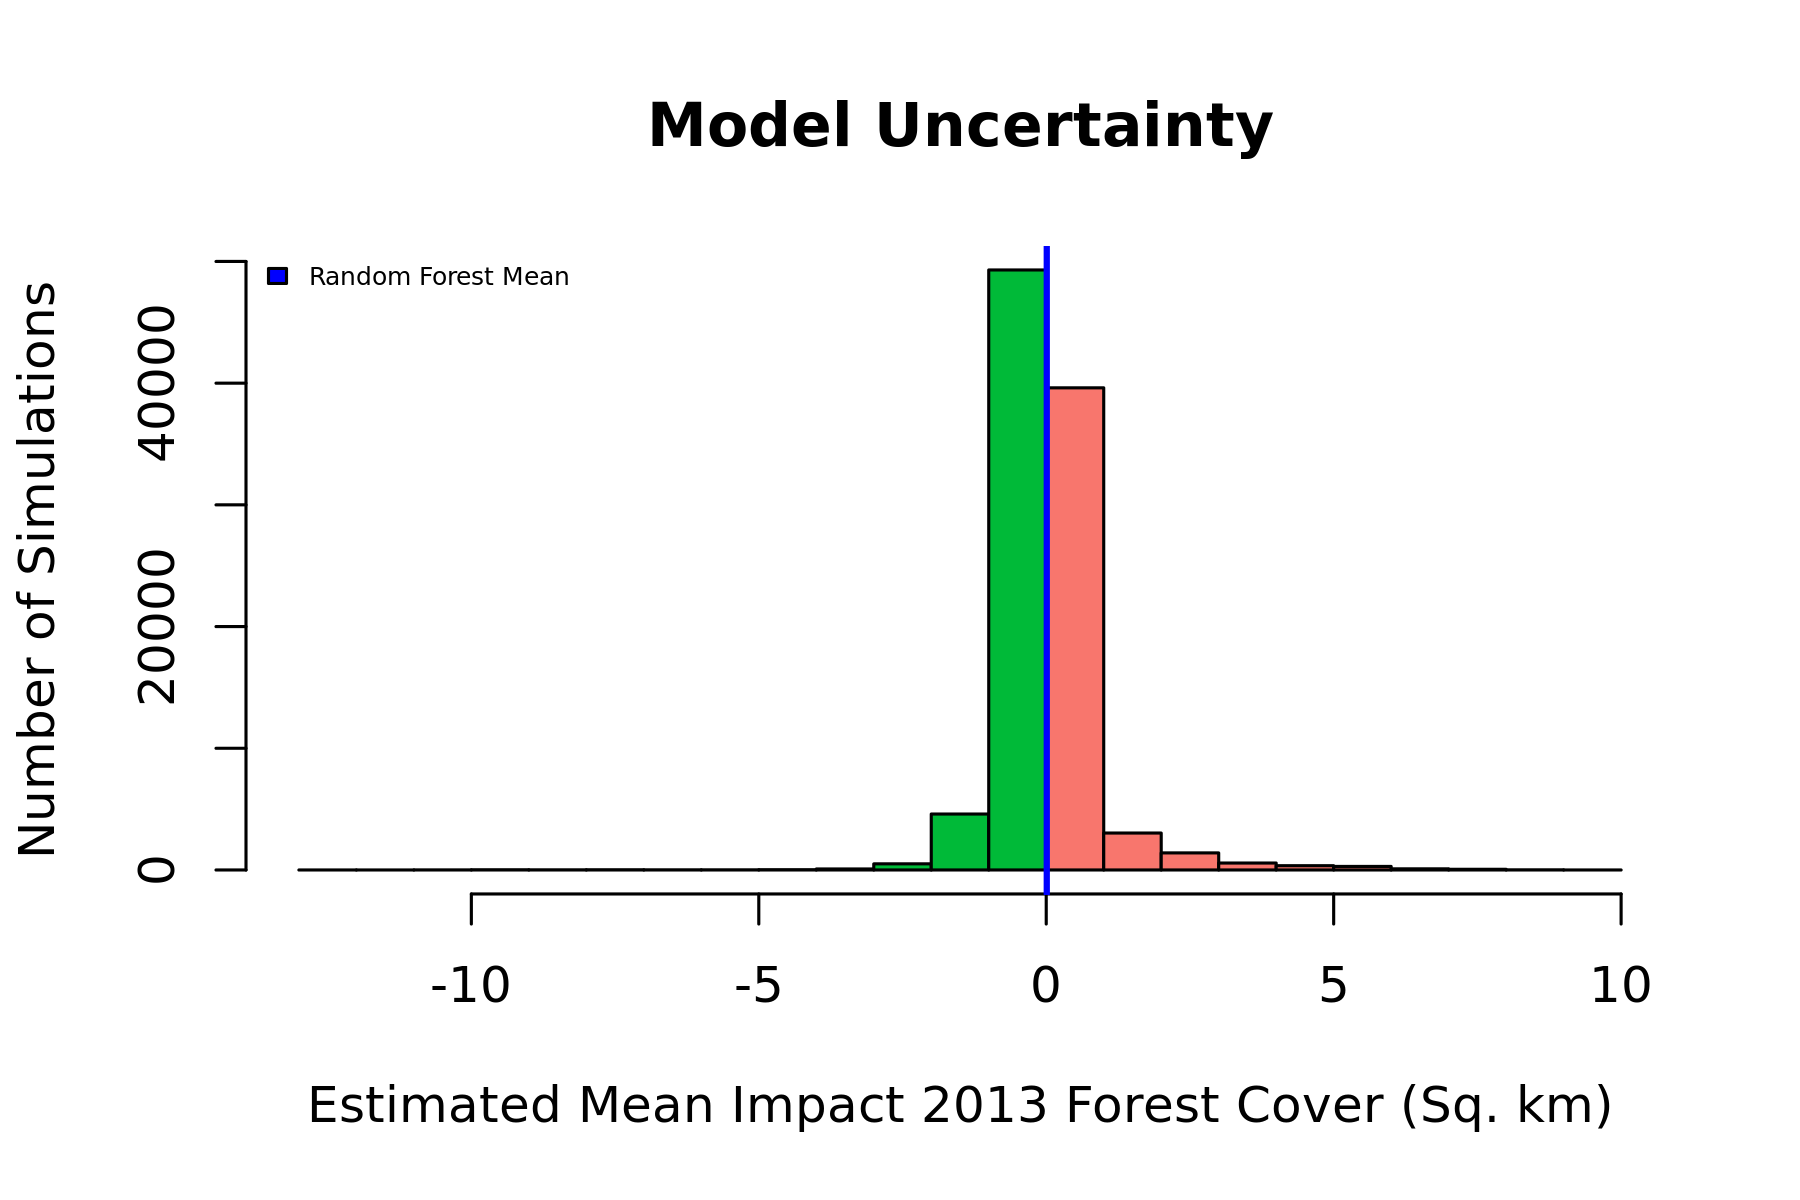 Model Uncertainty
Random Forest Mean
Number of Simulations
0
20000
40000
-10
-5
0
5
10
Estimated Mean Impact 2013 Forest Cover (Sq. km)